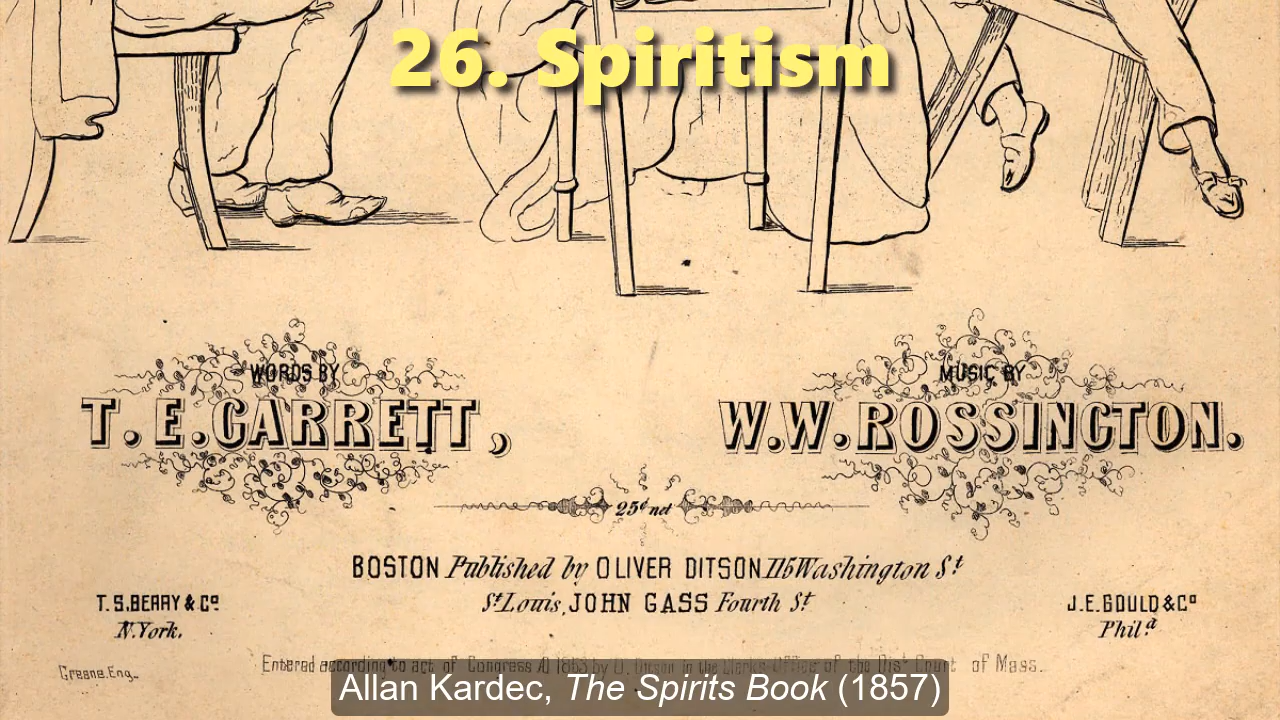 26. Spiritism
WORDS BY
T. E. GARRETT,
MUSIC BY
W. W. ROSSINGTON.
25¢ net
BOSTON Published by OLIVER DITSON 115 Washington St
St Louis, JOHN GASS Fourth St
T. S. BERRY & Co
N. York.
J. E. GOULD & Co
Phila
Greene, Eng.
Entered according to act of Congress AD 1853 by O. Ditson in the Clerks Office of the Dist Court of Mass.
Allan Kardec, The Spirits Book (1857)